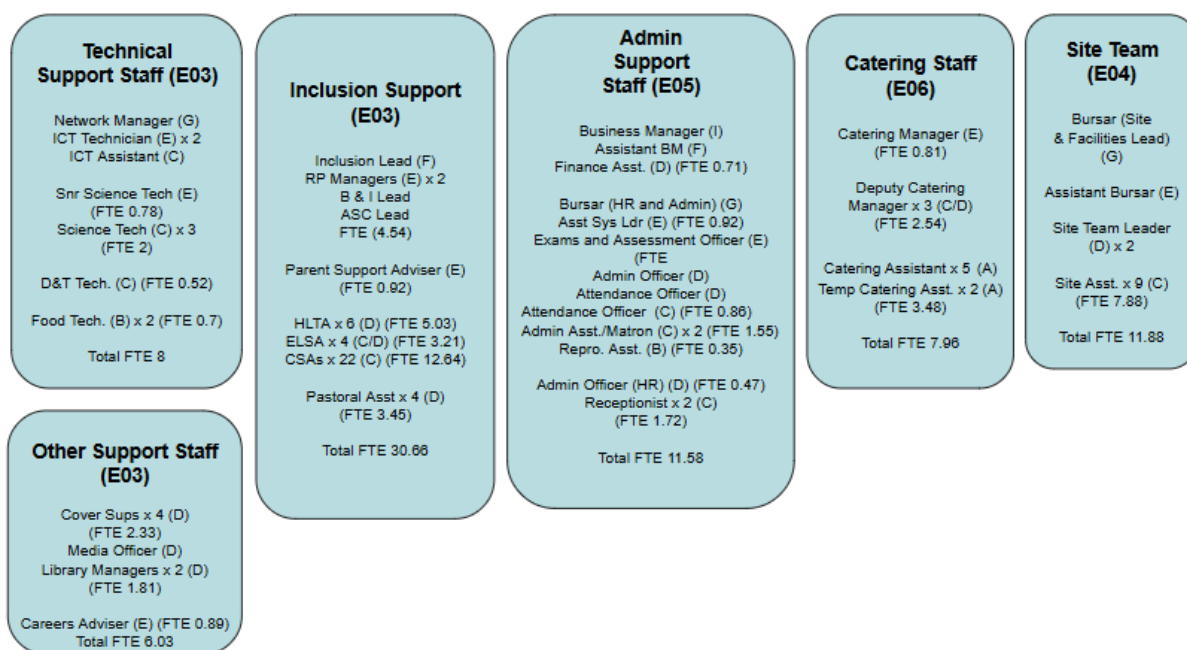 Technical
Support Staff (E03)
Network Manager (G)
ICT Technician (E) x 2
ICT Assistant (C)
Snr Science Tech (E)
(FTE 0.78)
Science Tech (C) x 3
(FTE 2)
D&T Tech. (C) (FTE 0.52)
Food Tech. (B) x 2 (FTE 0.7)
Total FTE 8
Other Support Staff
(E03)
Cover Sups x 4 (D)
(FTE 2.33)
Media Officer (D)
Library Managers x 2 (D)
(FTE 1.81)
Careers Adviser (E) (FTE 0.89)
Total FTE 6.03
Inclusion Support
(E03)
Inclusion Lead (F)
RP Managers (E) x 2
B & I Lead
ASC Lead
FTE (4.54)
Parent Support Adviser (E)
(FTE 0.92)
HLTA x 6 (D) (FTE 5.03)
ELSA x 4 (C/D) (FTE 3.21)
CSAs x 22 (C) (FTE 12.64)
Pastoral Asst x 4 (D)
(FTE 3.45)
Total FTE 30.66
Admin
Support
Staff (E05)
Business Manager (I)
Assistant BM (F)
Finance Asst. (D) (FTE 0.71)
Bursar (HR and Admin) (G)
Asst Sys Ldr (E) (FTE 0.92)
Exams and Assessment Officer (E)
(FTE
Admin Officer (D)
Attendance Officer (D)
Attendance Officer (C) (FTE 0.86)
Admin Asst./Matron (C) x 2 (FTE 1.55)
Repro. Asst. (B) (FTE 0.35)
Admin Officer (HR) (D) (FTE 0.47)
Receptionist x 2 (C)
(FTE 1.72)
Total FTE 11.58
Catering Staff
(E06)
Catering Manager (E)
(FTE 0.81)
Deputy Catering
Manager x 3 (C/D)
(FTE 2.54)
Catering Assistant x 5 (A)
Temp Catering Asst. x 2 (A)
(FTE 3.48)
Total FTE 7.96
Site Team
(E04)
Bursar (Site
& Facilities Lead)
(G)
Assistant Bursar (E)
Site Team Leader
(D) x 2
Site Asst. x 9 (C)
(FTE 7.88)
Total FTE 11.88